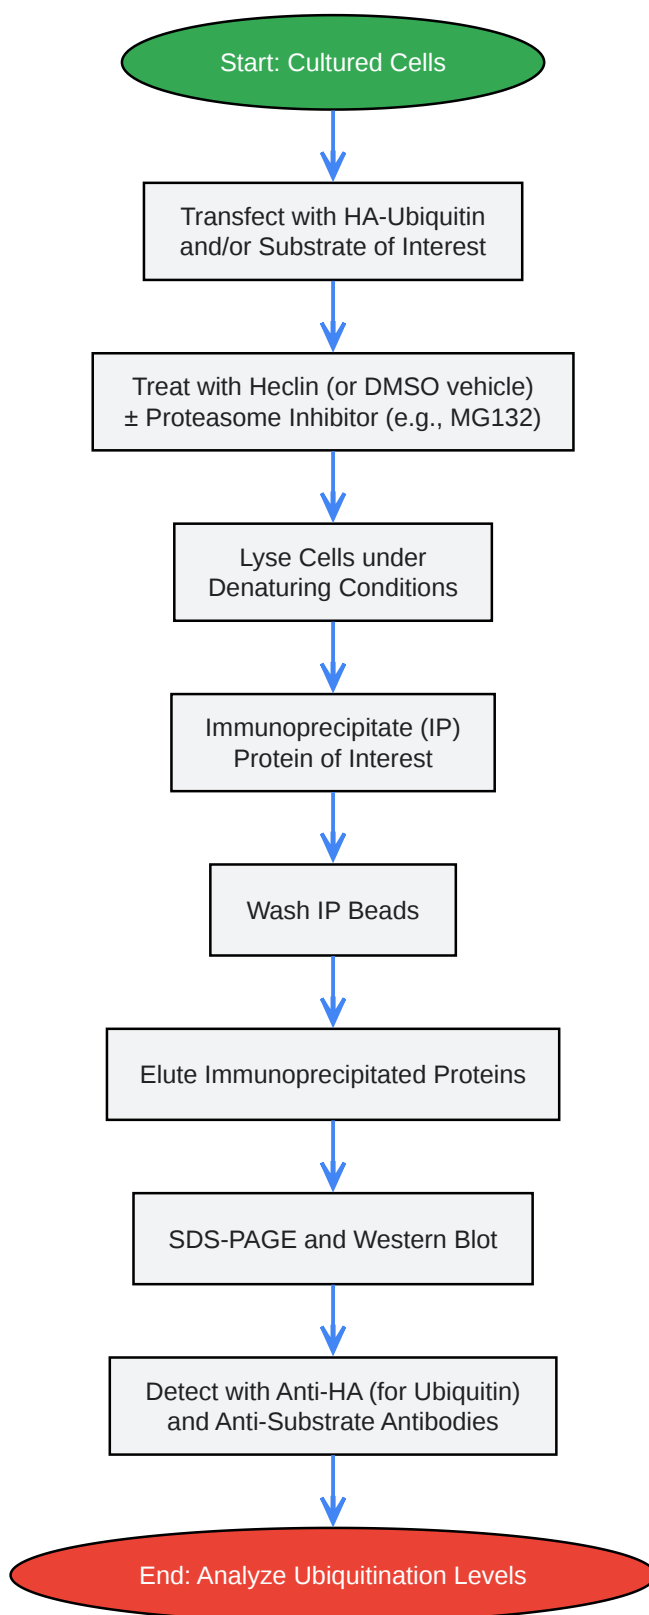 Start: Cultured Cells
Transfect with HA-Ubiquitin
and/or Substrate of Interest
Treat with Heclin (or DMSO vehicle)
± Proteasome Inhibitor (e.g., MG132)
Lyse Cells under
Denaturing Conditions
Immunoprecipitate (IP)
Protein of Interest
Wash IP Beads
Elute Immunoprecipitated Proteins
SDS-PAGE and Western Blot
Detect with Anti-HA (for Ubiquitin)
and Anti-Substrate Antibodies
End: Analyze Ubiquitination Levels